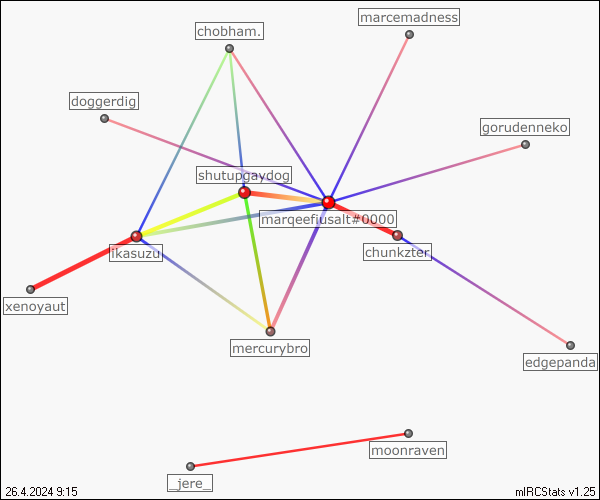 marcemadness
chobham.
doggerdig
gorudenneko
shutupgaydog
marqeefiusalt#0000
ikasuzu
chunkzter
xenoyaut
mercurybro
edgepanda
moonraven
_jere_
26.4.2024 9:15
mIRCStats v1.25